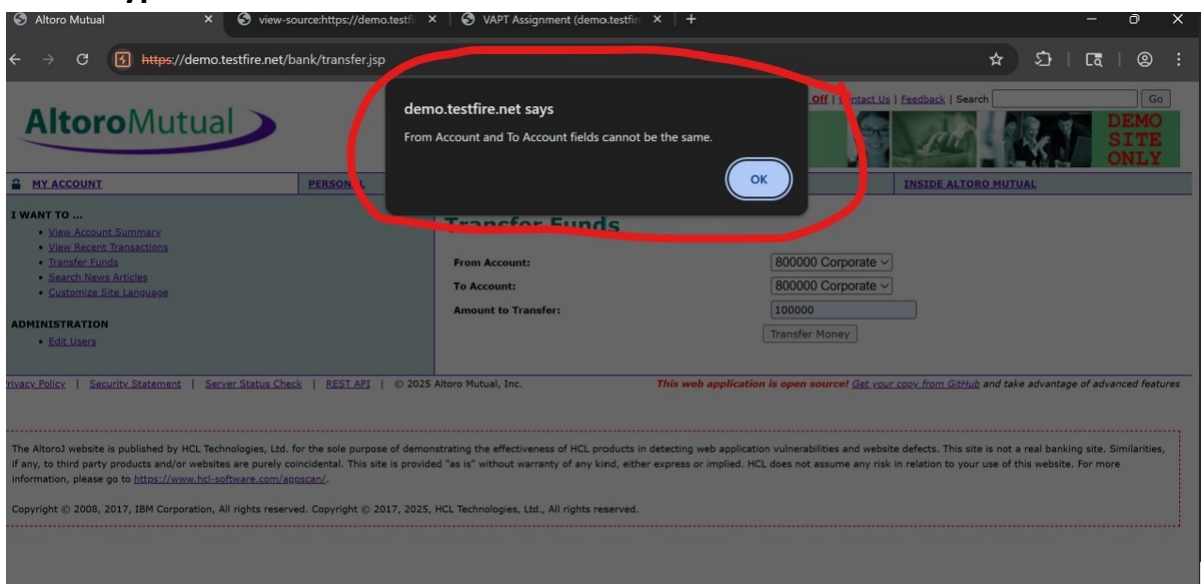 Altoro Mutual
view-source:https://demo.testfi
VAPT Assignment (demo.testfire
https://demo.testfire.net/bank/transfer.jsp
demo.testfire.net says
From Account and To Account fields cannot be the same.
OK
Off | Contact Us | Feedback | Search
Go
AltoroMutual
DEMO
SITE
ONLY
MY ACCOUNT
PERSONAL
INSIDE ALTORO MUTUAL
I WANT TO ...
View Account Summary
View Recent Transactions
Transfer Funds
Search News Articles
Customize Site Language
ADMINISTRATION
Edit Users
Transfer Funds
From Account: 800000 Corporate
To Account: 800000 Corporate
Amount to Transfer: 100000
Transfer Money
rivacy Policy | Security Statement | Server Status Check | REST API | © 2025 Altoro Mutual, Inc. This web application is open source! Get your copy from GitHub and take advantage of advanced features
The AltoroJ website is published by HCL Technologies, Ltd. for the sole purpose of demonstrating the effectiveness of HCL products in detecting web application vulnerabilities and website defects. This site is not a real banking site. Similarities,
if any, to third party products and/or websites are purely coincidental. This site is provided "as is" without warranty of any kind, either express or implied. HCL does not assume any risk in relation to your use of this website. For more
information, please go to https://www.hcl-software.com/appscan/.
Copyright © 2008, 2017, IBM Corporation, All rights reserved. Copyright © 2017, 2025, HCL Technologies, Ltd., All rights reserved.